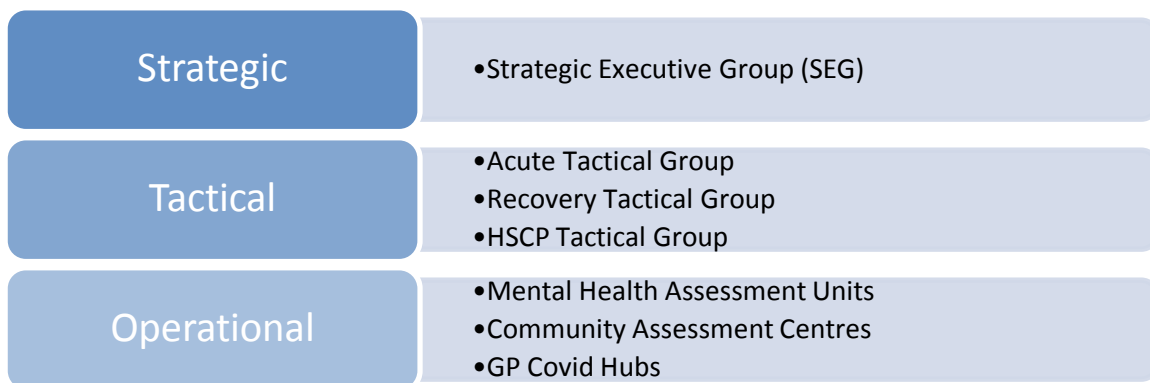 Strategic
•Strategic Executive Group (SEG)
Tactical
•Acute Tactical Group
•Recovery Tactical Group
•HSCP Tactical Group
Operational
•Mental Health Assessment Units
•Community Assessment Centres
•GP Covid Hubs